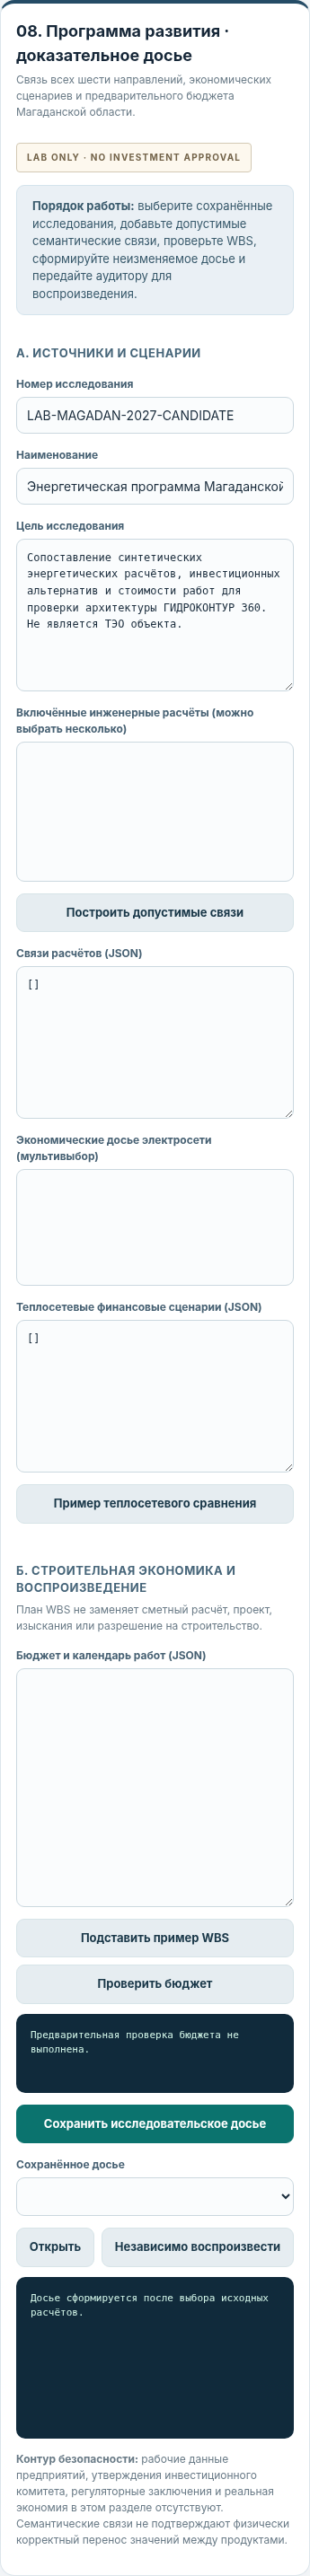 08. Программа развития ·
доказательное досье
Связь всех шести направлений, экономических
сценариев и предварительного бюджета
Магаданской области.
LAB ONLY · NO INVESTMENT APPROVAL
Порядок работы: выберите сохранённые
исследования, добавьте допустимые
семантические связи, проверьте WBS,
сформируйте неизменяемое досье и
передайте аудитору для
воспроизведения.
А. ИСТОЧНИКИ И СЦЕНАРИИ
Номер исследования
LAB-MAGADAN-2027-CANDIDATE
Наименование
Энергетическая программа Магаданской
Цель исследования
Сопоставление синтетических
энергетических расчётов, инвестиционных
альтернатив и стоимости работ для
проверки архитектуры ГИДРОКОНТУР 360.
Не является ТЭО объекта.
Включённые инженерные расчёты (можно
выбрать несколько)
Построить допустимые связи
Связи расчётов (JSON)
[]
Экономические досье электросети
(мультивыбор)
Теплосетевые финансовые сценарии (JSON)
[]
Пример теплосетевого сравнения
Б. СТРОИТЕЛЬНАЯ ЭКОНОМИКА И
ВОСПРОИЗВЕДЕНИЕ
План WBS не заменяет сметный расчёт, проект,
изыскания или разрешение на строительство.
Бюджет и календарь работ (JSON)
Подставить пример WBS
Проверить бюджет
Предварительная проверка бюджета не
выполнена.
Сохранить исследовательское досье
Сохранённое досье
Открыть
Независимо воспроизвести
Досье сформируется после выбора исходных
расчётов.
Контур безопасности: рабочие данные
предприятий, утверждения инвестиционного
комитета, регуляторные заключения и реальная
экономия в этом разделе отсутствуют.
Семантические связи не подтверждают физически
корректный перенос значений между продуктами.